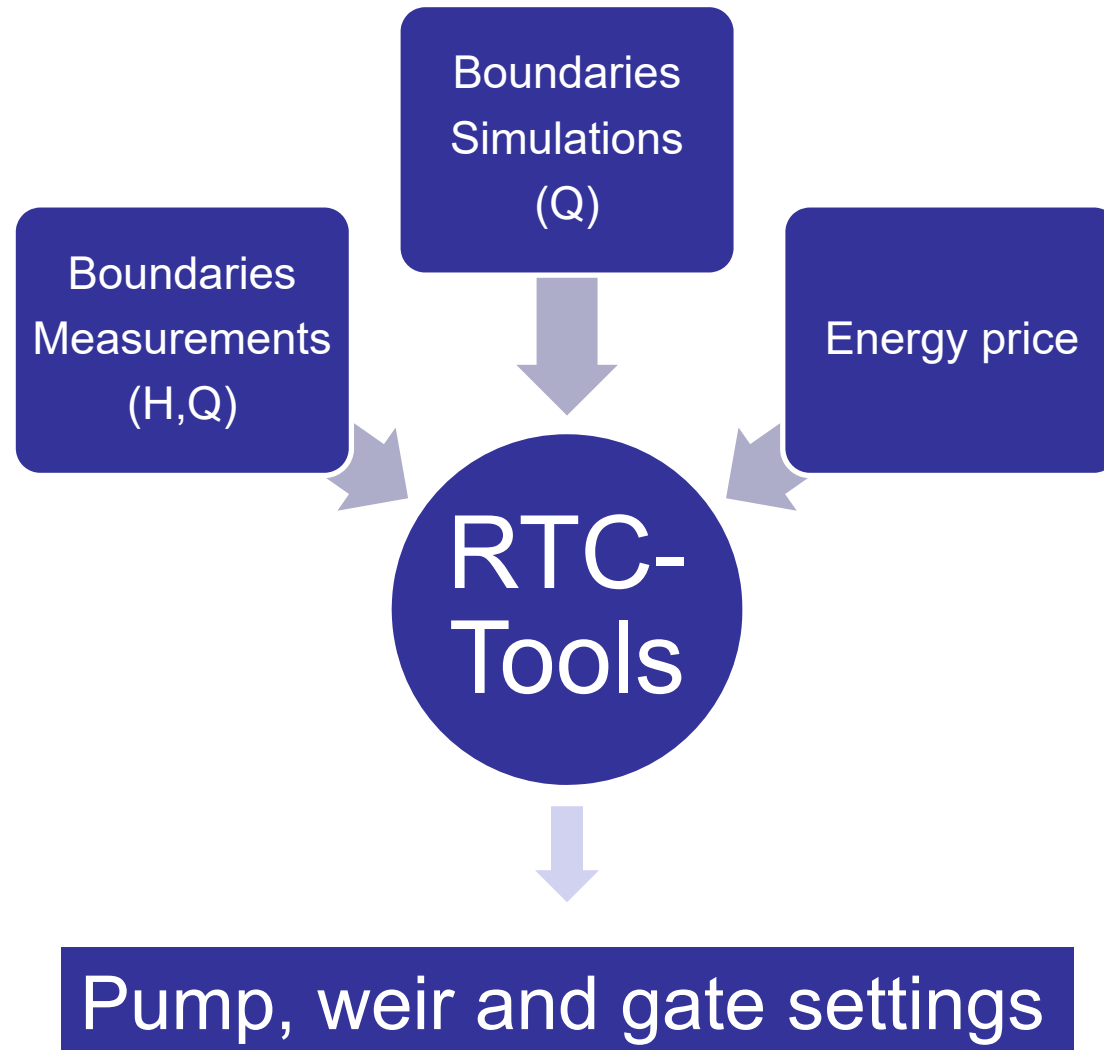 Boundaries
Simulations
(Q)
Boundaries
Measurements
(H,Q)
Energy price
RTC-
Tools
Pump, weir and gate settings